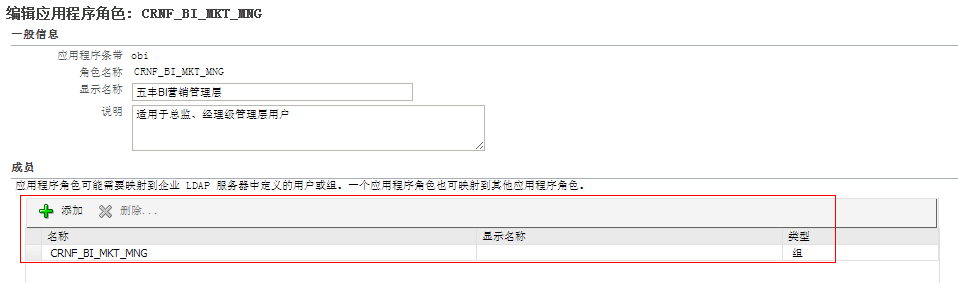 编辑应用程序角色: CRNF_BI_MKT_MNG
一般信息
应用程序条带 obi
角色名称 CRNF_BI_MKT_MNG
显示名称 五丰BI营销管理层
说明 适用于总监、经理级管理层用户
成员
应用程序角色可能需要映射到企业 LDAP 服务器中定义的用户或组。一个应用程序角色也可映射到其他应用程序角色。
添加 删除...
名称 显示名称 类型
CRNF_BI_MKT_MNG 组